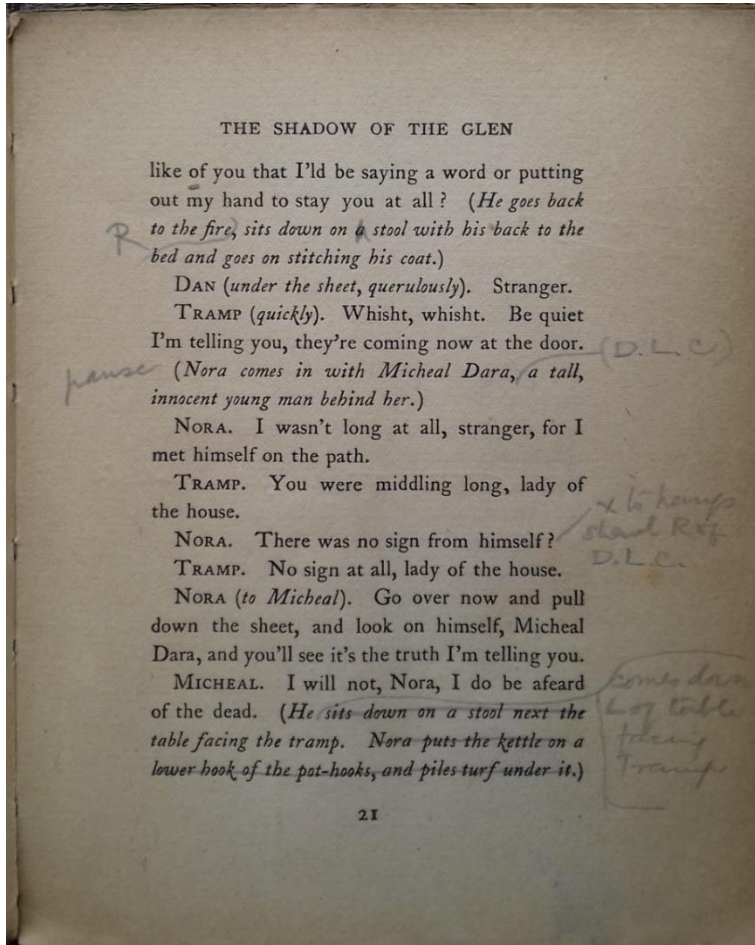 THE SHADOW OF THE GLEN
like of you that I'ld be saying a word or putting
out my hand to stay you at all ? (He goes back
R
to the fire, sits down on a stool with his back to the
bed and goes on stitching his coat.)
DAN (under the sheet, querulously). Stranger.
TRAMP (quickly). Whisht, whisht. Be quiet
I'm telling you, they're coming now at the door.
(D.L.C)
pause
(Nora comes in with Micheal Dara, a tall,
innocent young man behind her.)
NORA. I wasn't long at all, stranger, for I
met himself on the path.
TRAMP. You were middling long, lady of
the house.
x to
stand R of
D.L.C.
NORA. There was no sign from himself ?
TRAMP. No sign at all, lady of the house.
NORA (to Micheal). Go over now and pull
down the sheet, and look on himself, Micheal
Dara, and you'll see it's the truth I'm telling you.
MICHEAL. I will not, Nora, I do be afeard
of the dead. (He sits down on a stool next the
table facing the tramp. Nora puts the kettle on a
lower hook of the pot-hooks, and piles turf under it.)
comes down
L of table
facing
Tramp
21